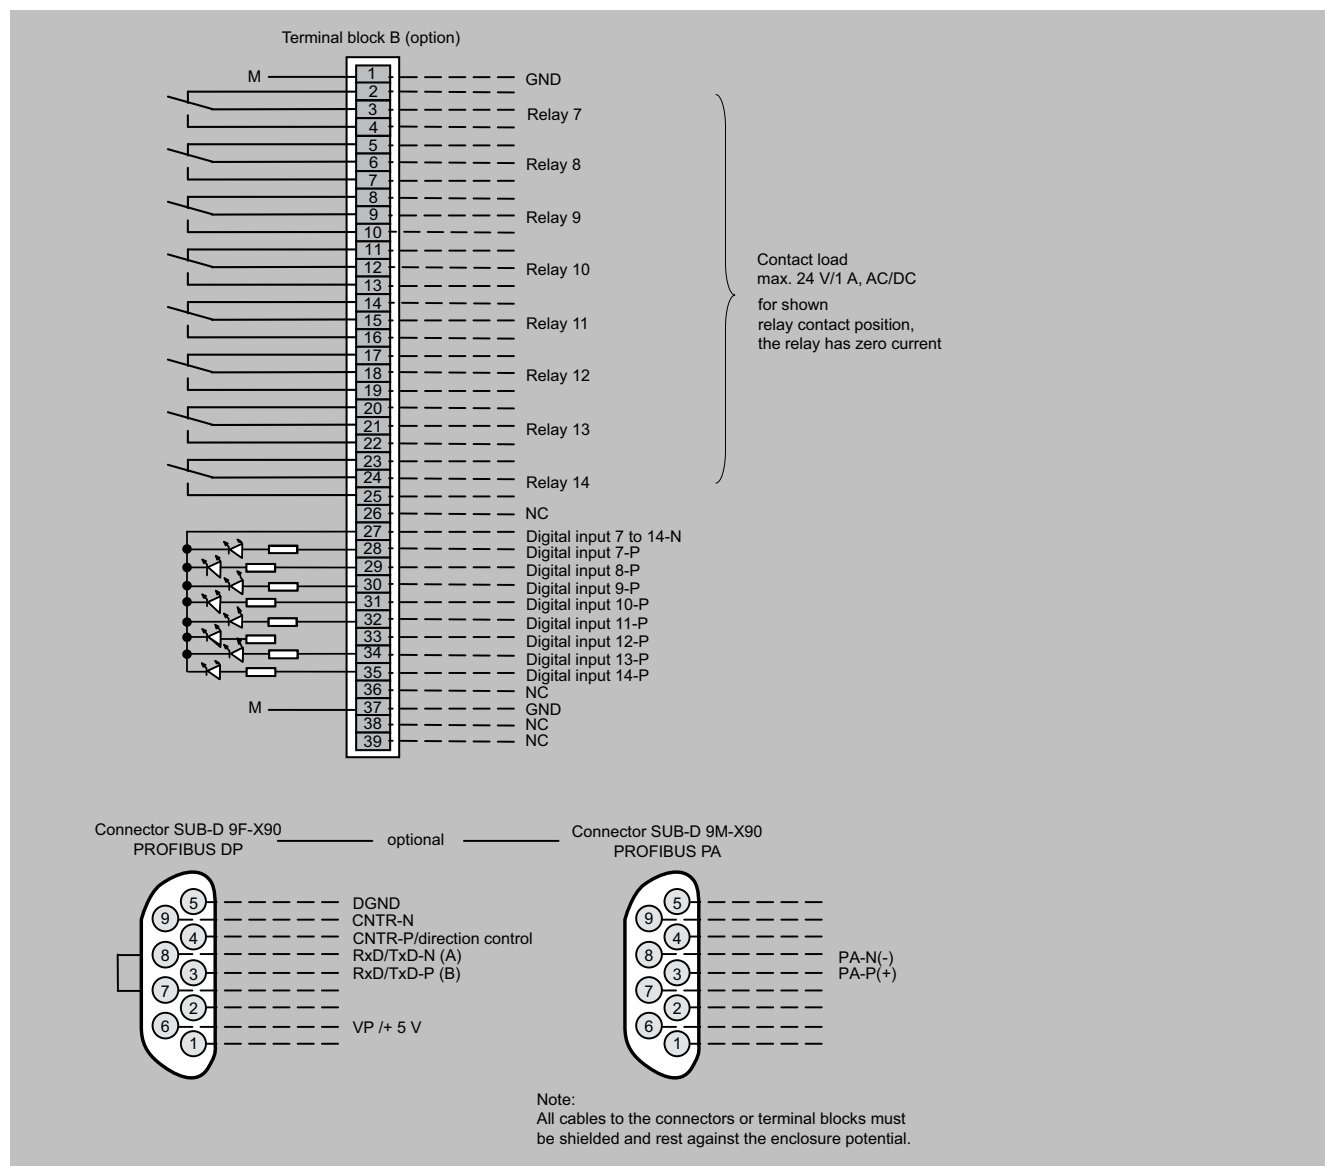 Terminal block B (option)
M 1 GND
2
3 Relay 7
4
5
6 Relay 8
7
8
9 Relay 9
10
11
12 Relay 10
13
14
15 Relay 11
16
17
18 Relay 12
19
20
21 Relay 13
22
23
24 Relay 14
25
Contact load
max. 24 V/1 A, AC/DC
for shown
relay contact position,
the relay has zero current
26 NC
27 Digital input 7 to 14-N
28 Digital input 7-P
29 Digital input 8-P
30 Digital input 9-P
31 Digital input 10-P
32 Digital input 11-P
33 Digital input 12-P
34 Digital input 13-P
35 Digital input 14-P
36 NC
M 37 GND
38 NC
39 NC
Connector SUB-D 9F-X90
PROFIBUS DP
optional
Connector SUB-D 9M-X90
PROFIBUS PA
5 DGND
9 CNTR-N
4 CNTR-P/direction control
8 RxD/TxD-N (A)
3 RxD/TxD-P (B)
7
2
6 VP /+ 5 V
1
5
9
4
8 PA-N(-)
3 PA-P(+)
7
2
6
1
Note:
All cables to the connectors or terminal blocks must
be shielded and rest against the enclosure potential.